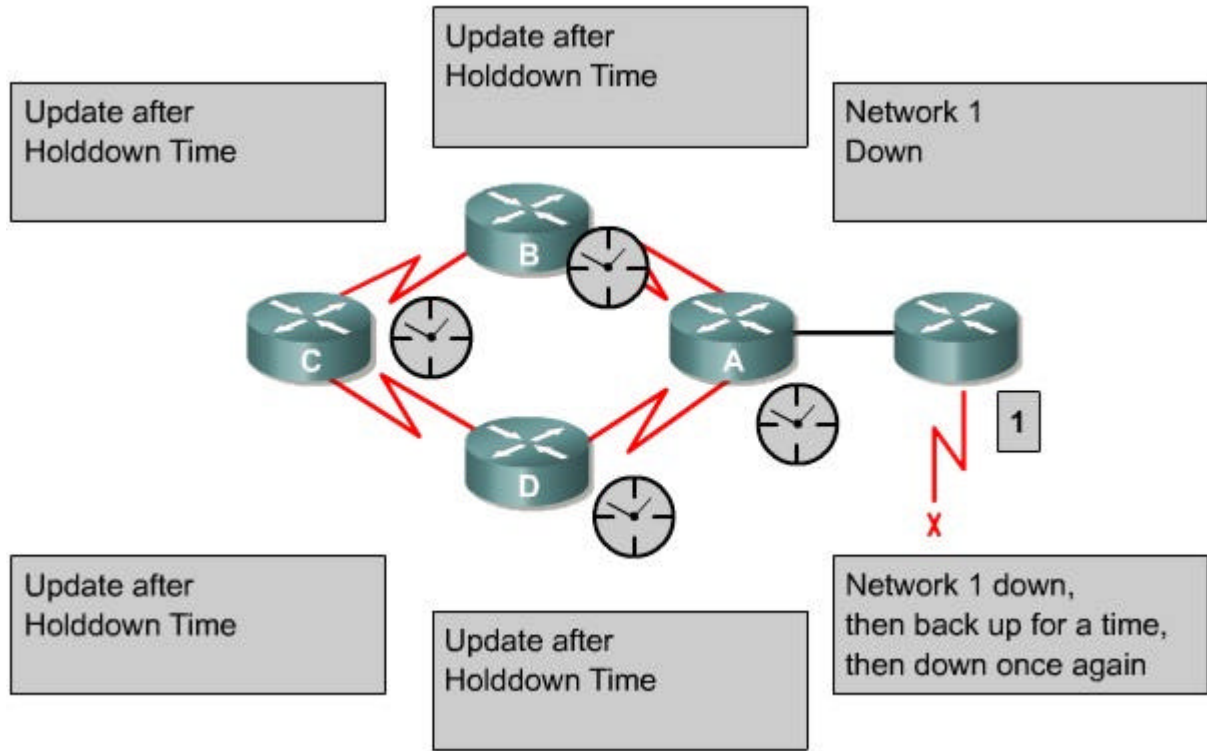 Update after
Holddown Time
Update after
Holddown Time
Network 1
Down
B
C
A
1
D
Update after
Holddown Time
Update after
Holddown Time
Network 1 down,
then back up for a time,
then down once again
X